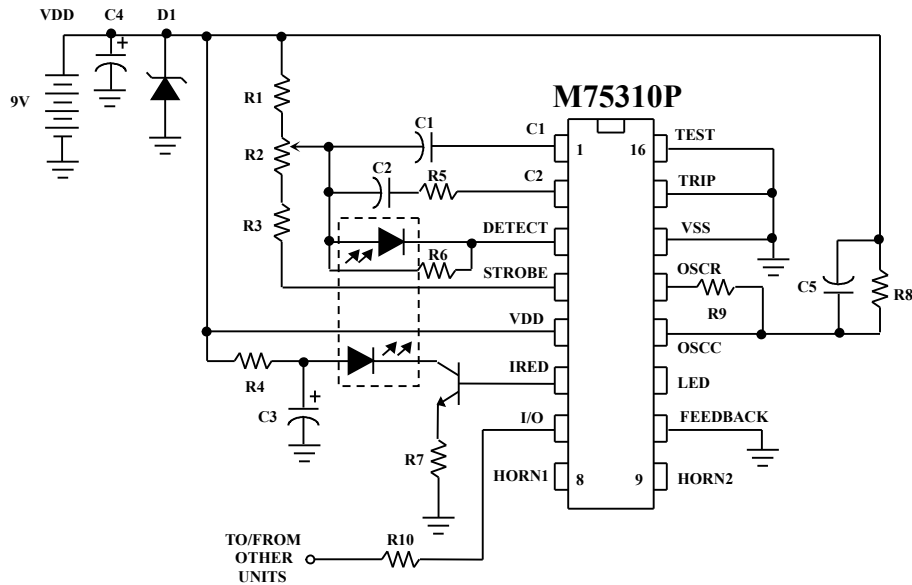 VDD
C4
D1
+
9V
R1
M75310P
C1
C1
1
16
TEST
R2
C2
R5
C2
TRIP
R3
DETECT
VSS
R6
STROBE
OSCR
C5
R8
R9
VDD
OSCC
R4
IRED
LED
+
C3
I/O
FEEDBACK
R7
HORN1
8
9
HORN2
TO/FROM
OTHER
UNITS
R10